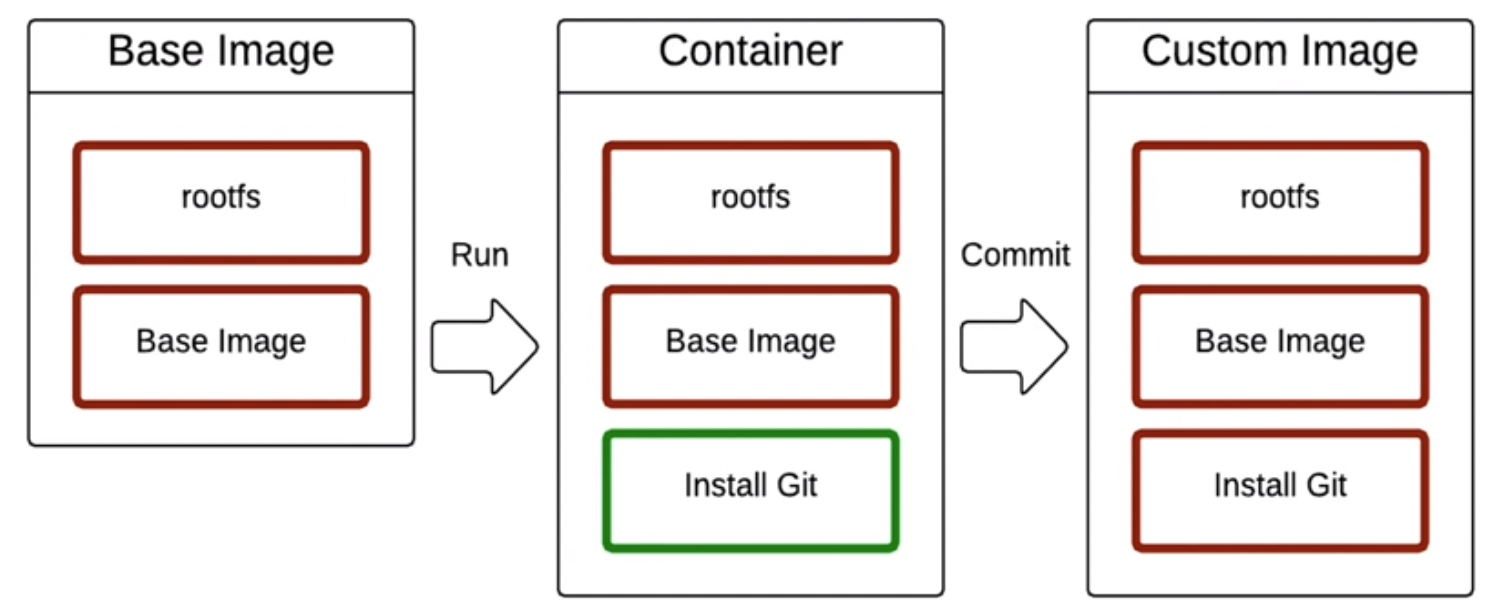 Base Image
rootfs
Base Image
Run
Container
rootfs
Base Image
Install Git
Commit
Custom Image
rootfs
Base Image
Install Git